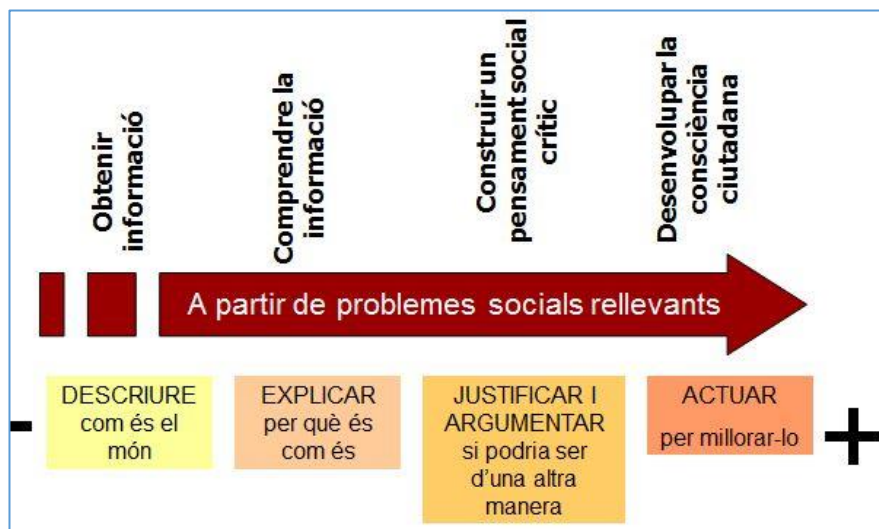 Obtenir
informació
Comprendre la
informació
Construir un
pensament social
crític
Desenvolupar la
consciència
ciutadana
A partir de problemes socials rellevants
-
DESCRIURE
com és el
món
EXPLICAR
per què és
com és
JUSTIFICAR I
ARGUMENTAR
si podria ser
d'una altra
manera
ACTUAR
per millorar-lo
+